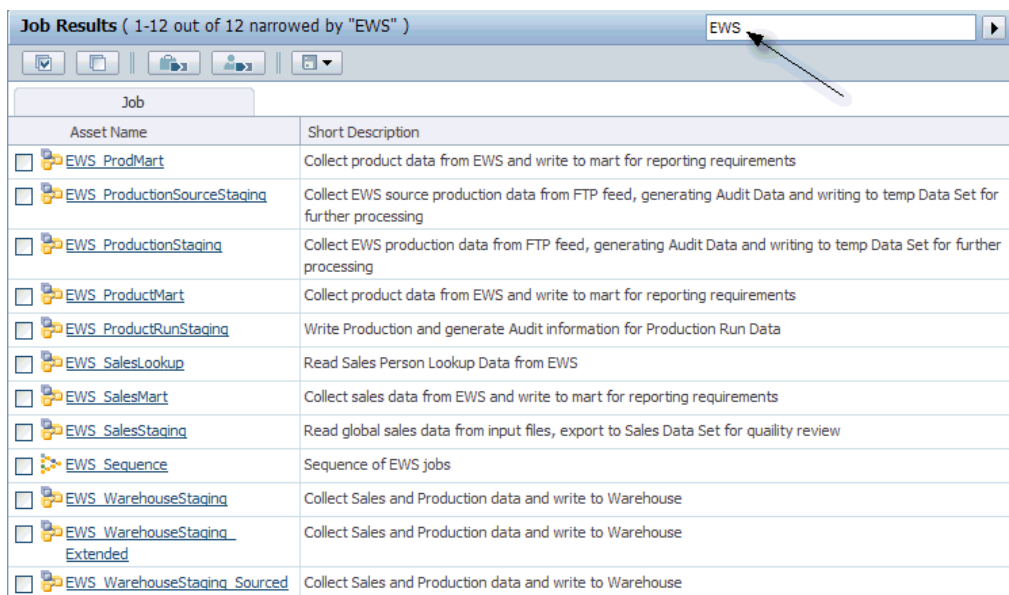 Job Results ( 1-12 out of 12 narrowed by "EWS" )
EWS
Job
Asset Name
Short Description
EWS_ProdMart
Collect product data from EWS and write to mart for reporting requirements
EWS_ProductionSourceStaging
Collect EWS source production data from FTP feed, generating Audit Data and writing to temp Data Set for
further processing
EWS_ProductionStaging
Collect EWS production data from FTP feed, generating Audit Data and writing to temp Data Set for further
processing
EWS_ProductMart
Collect product data from EWS and write to mart for reporting requirements
EWS_ProductRunStaging
Write Production and generate Audit information for Production Run Data
EWS_SalesLookup
Read Sales Person Lookup Data from EWS
EWS_SalesMart
Collect sales data from EWS and write to mart for reporting requirements
EWS_SalesStaging
Read global sales data from input files, export to Sales Data Set for quaility review
EWS_Sequence
Sequence of EWS jobs
EWS_WarehouseStaging
Collect Sales and Production data and write to Warehouse
EWS_WarehouseStaging_
Extended
Collect Sales and Production data and write to Warehouse
EWS_WarehouseStaging_Sourced
Collect Sales and Production data and write to Warehouse